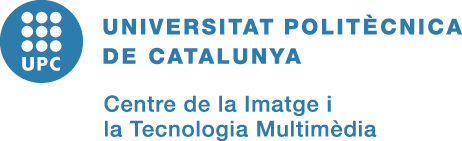 UPC
UNIVERSITAT POLITÈCNICA
DE CATALUNYA
Centre de la Imatge i
la Tecnologia Multimèdia